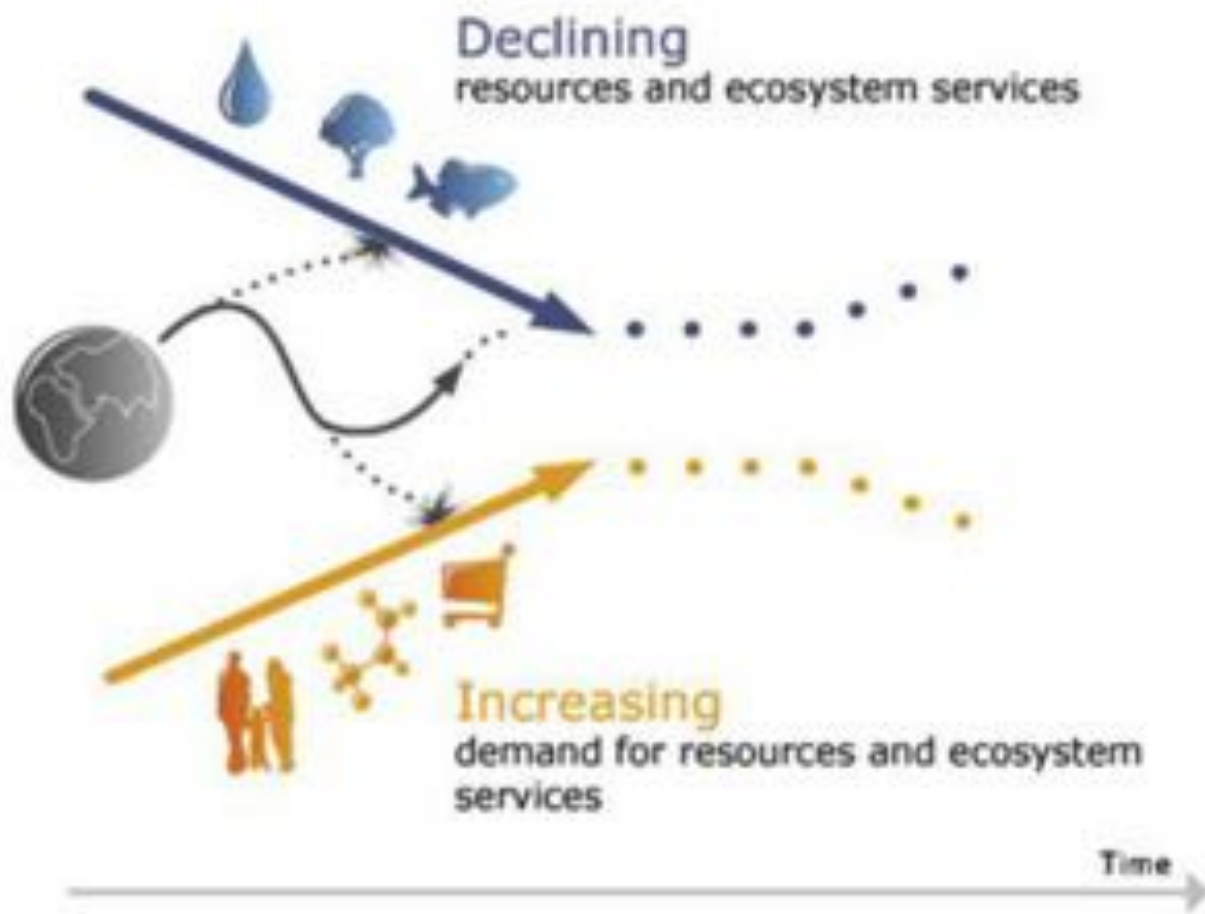 Declining
resources and ecosystem services
Increasing
demand for resources and ecosystem
services
Time